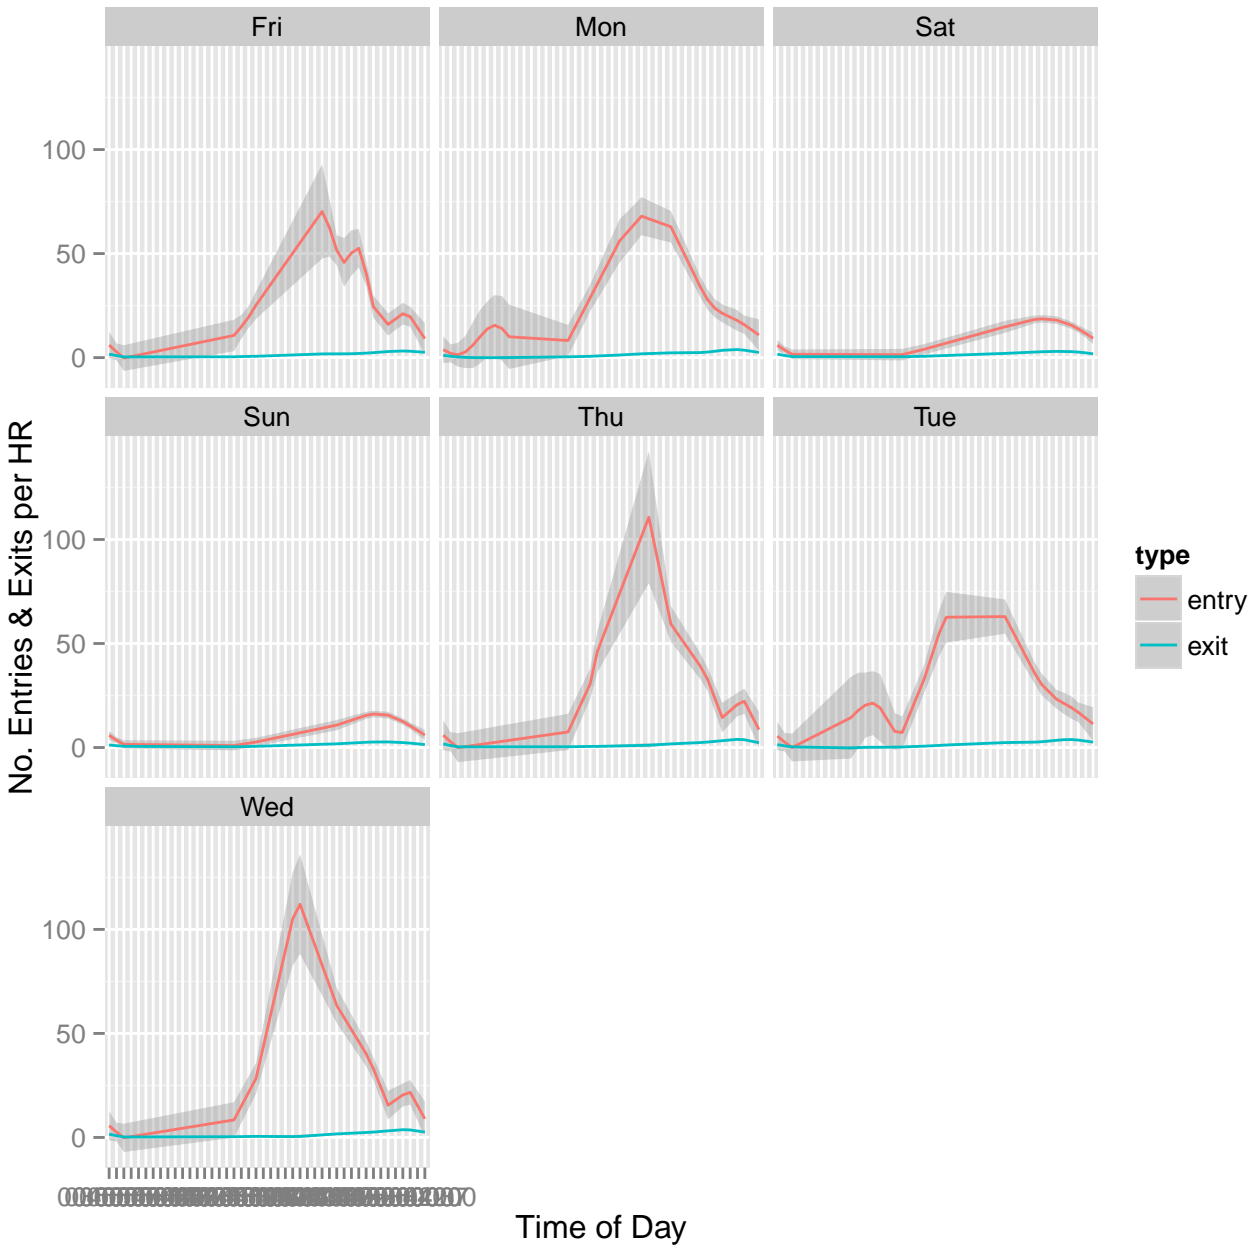 Fri
Mon
Sat
100
50
0
Sun
Thu
Tue
100
50
0
Wed
100
50
0
No. Entries & Exits per HR
Time of Day
type
entry
exit